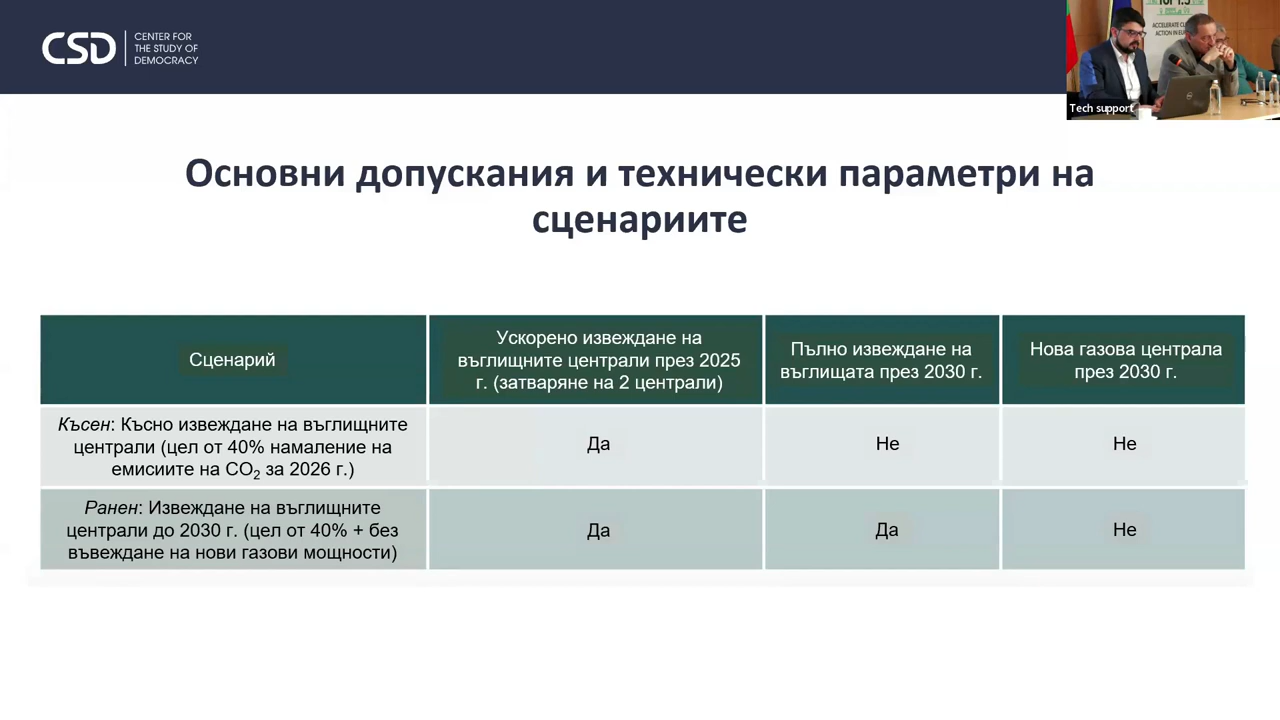 CSD
CENTER FOR
THE STUDY OF
DEMOCRACY
ACCELERATE
Tech support
Основни допускания и технически параметри на
сценариите
Сценарий
Ускорено извеждане на
въглищните централи през 2025
г. (затваряне на 2 централи)
Пълно извеждане на
въглищата през 2030 г.
Нова газова централа
през 2030 г.
Късен: Късно извеждане на въглищните
централи (цел от 40% намаление на
емисиите на CO₂ за 2026 г.)
Да
Не
Не
Ранен: Извеждане на въглищните
централи до 2030 г. (цел от 40% + без
въвеждане на нови газови мощности)
Да
Да
Не